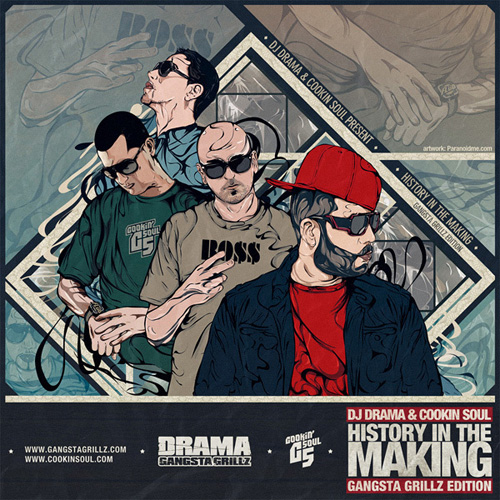 BOSS
· DJ DRAMA & COOKIN SOUL PRESENT ·
artwork: Paranoidme.com
· HISTORY IN THE MAKING ·
GANGSTA GRILLZ EDITION
COOKIN'
SOUL
CS
BOSS
DJ DRAMA & COOKIN SOUL
HISTORY IN THE
MAKING
GANGSTA GRILLZ EDITION
· WWW.GANGSTAGRILLZ.COM
WWW.COOKINSOUL.COM
· DRAMA ·
GANGSTA GRILLZ
COOKIN'
SOUL
CS